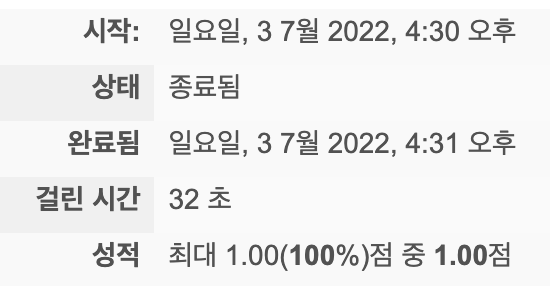 시작: 일요일, 3 7월 2022, 4:30 오후
상태 종료됨
완료됨 일요일, 3 7월 2022, 4:31 오후
걸린 시간 32 초
성적 최대 1.00(100%)점 중 1.00점